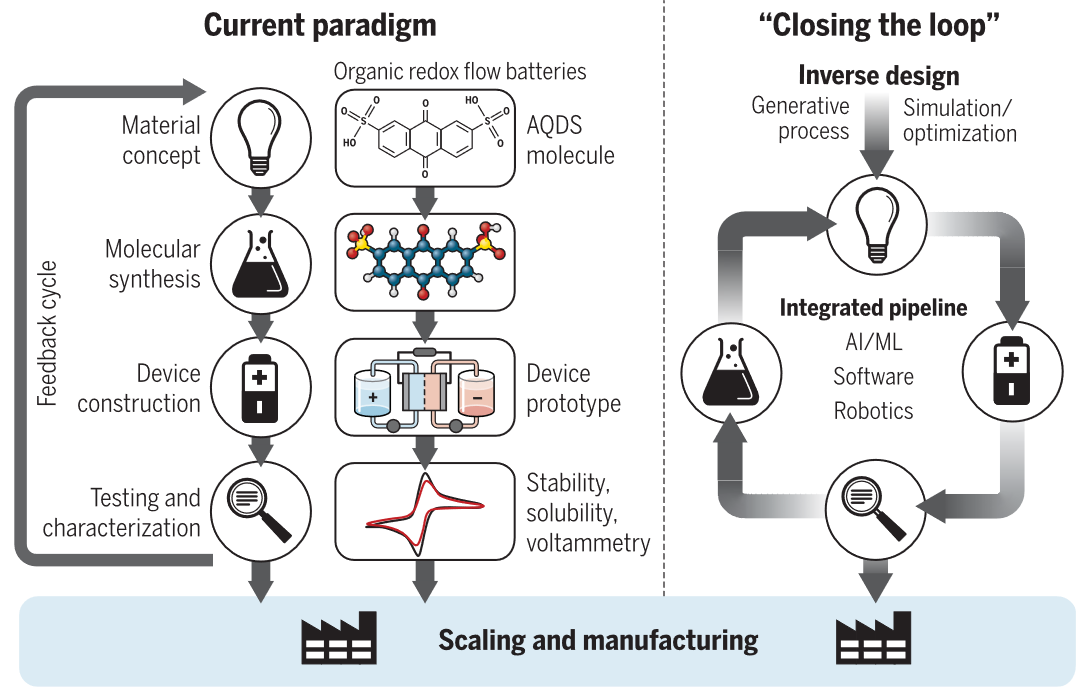 Current paradigm
Organic redox flow batteries
Material
concept
O
O
S
HO
O
O
HO
O
S
O
AQDS
molecule
Molecular
synthesis
Feedback cycle
Device
construction
+
+
−
Device
prototype
Testing and
characterization
Stability,
solubility,
voltammetry
“Closing the loop”
Inverse design
Generative
process
Simulation/
optimization
Integrated pipeline
AI/ML
Software
Robotics
+
Scaling and manufacturing